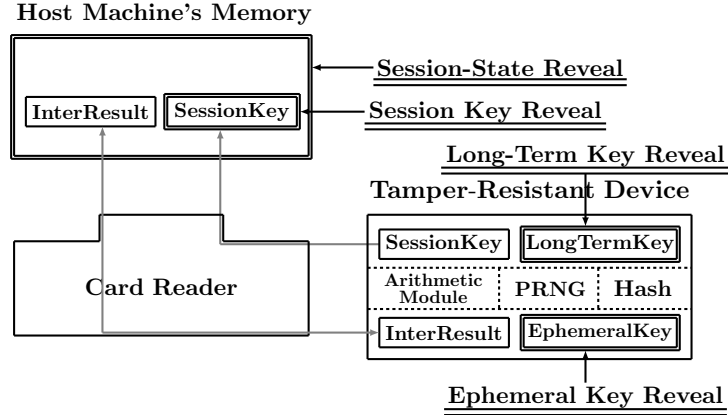 Host Machine's Memory
Session-State Reveal
InterResult
SessionKey
Session Key Reveal
Long-Term Key Reveal
Tamper-Resistant Device
SessionKey
LongTermKey
Card Reader
Arithmetic
Module
PRNG
Hash
InterResult
EphemeralKey
Ephemeral Key Reveal